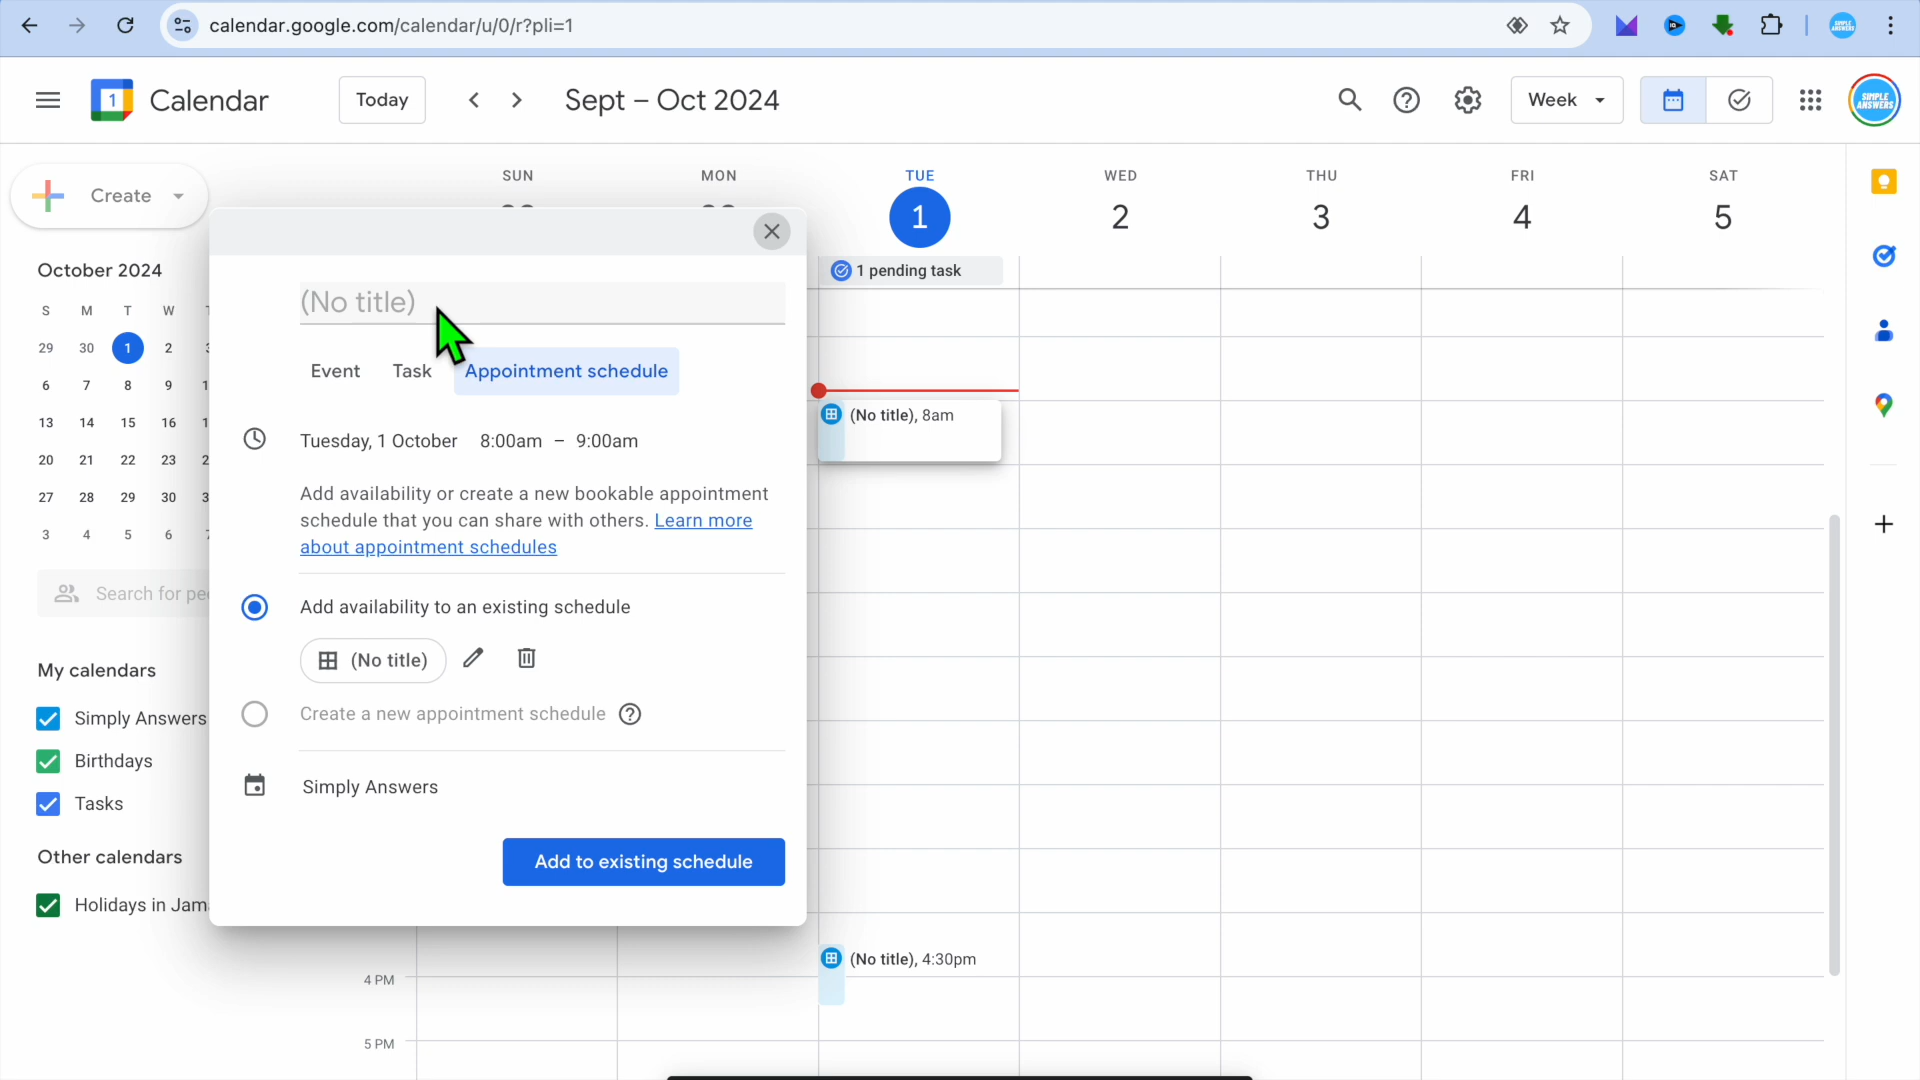 calendar.google.com/calendar/u/0/r?pli=1
Calendar
Today
Sept – Oct 2024
Week
SIMPLE ANSWERS
Create
SUN
MON
TUE
WED
THU
FRI
SAT
1
2
3
4
5
1 pending task
October 2024
S M T W
29 30 1 2
6 7 8 9
13 14 15 16
20 21 22 23
27 28 29 30
3 4 5 6
Search for
My calendars
Simply Answers
Birthdays
Tasks
Other calendars
Holidays in
(No title)
Event Task Appointment schedule
Tuesday, 1 October 8:00am – 9:00am
Add availability or create a new bookable appointment
schedule that you can share with others. Learn more
about appointment schedules
Add availability to an existing schedule
(No title)
Create a new appointment schedule
Simply Answers
Add to existing schedule
(No title), 8am
(No title), 4:30pm
4 PM
5 PM